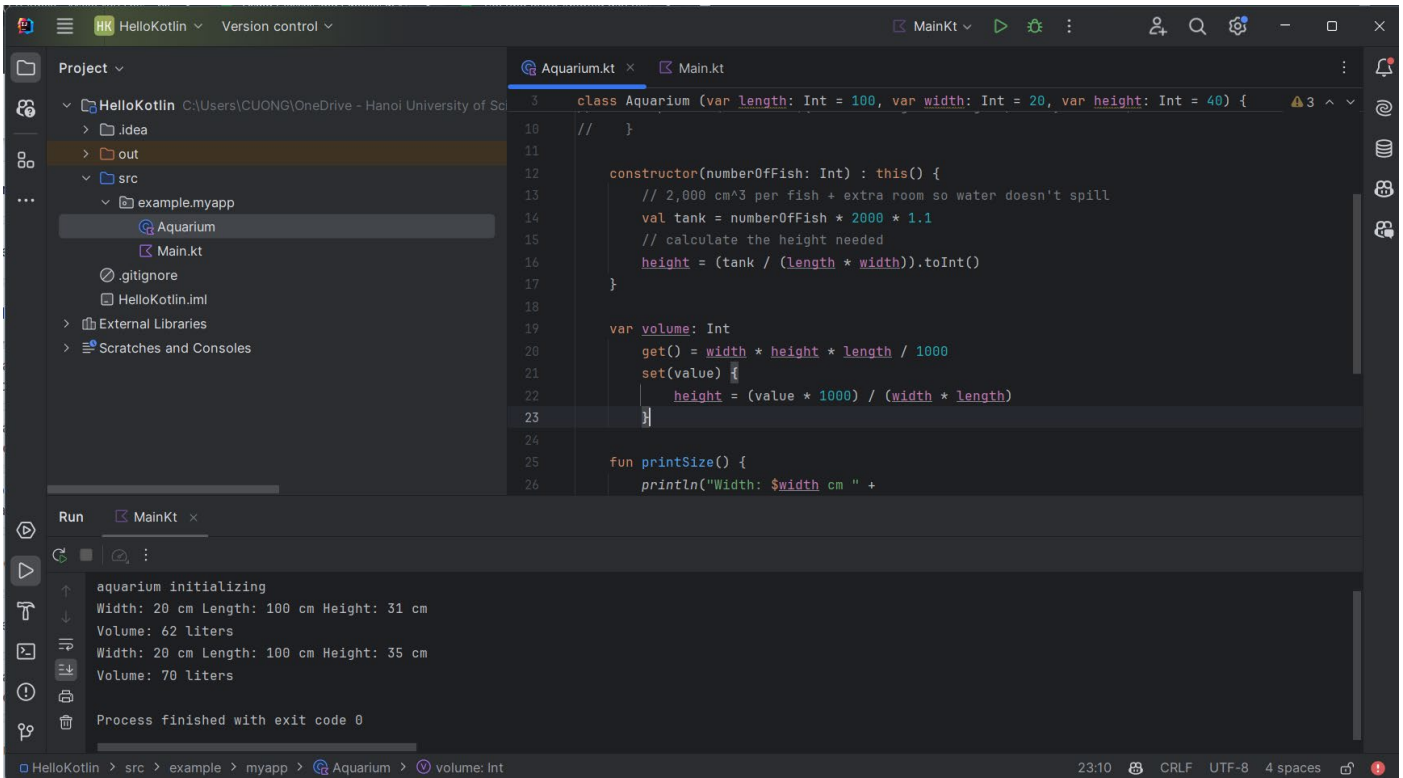 HK HelloKotlin Version control MainKt
Project
Aquarium.kt Main.kt
HelloKotlin C:\Users\CUONG\OneDrive - Hanoi University of Sci
.idea
out
src
example.myapp
Aquarium
Main.kt
.gitignore
HelloKotlin.iml
External Libraries
Scratches and Consoles
3 class Aquarium (var length: Int = 100, var width: Int = 20, var height: Int = 40) { 3
10 // }
11
12 constructor(numberOfFish: Int) : this() {
13 // 2,000 cm^3 per fish + extra room so water doesn't spill
14 val tank = numberOfFish * 2000 * 1.1
15 // calculate the height needed
16 height = (tank / (length * width)).toInt()
17 }
18
19 var volume: Int
20 get() = width * height * length / 1000
21 set(value) {
22 height = (value * 1000) / (width * length)
23 }
24
25 fun printSize() {
26 println("Width: $width cm " +
Run MainKt
aquarium initializing
Width: 20 cm Length: 100 cm Height: 31 cm
Volume: 62 liters
Width: 20 cm Length: 100 cm Height: 35 cm
Volume: 70 liters
Process finished with exit code 0
HelloKotlin > src > example > myapp > Aquarium > volume: Int 23:10 CRLF UTF-8 4 spaces